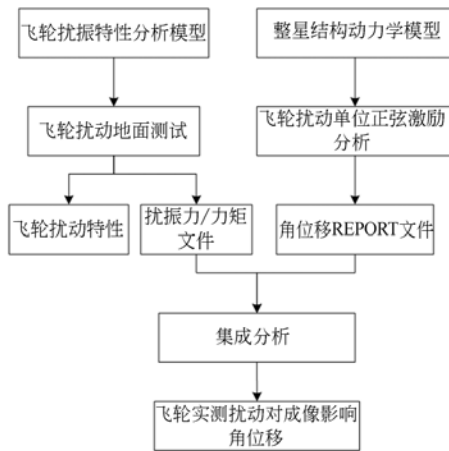 飞轮扰振特性分析模型
整星结构动力学模型
飞轮扰动地面测试
飞轮扰动单位正弦激励
分析
飞轮扰动特性
扰振力/力矩
文件
角位移REPORT文件
集成分析
飞轮实测扰动对成像影响
角位移